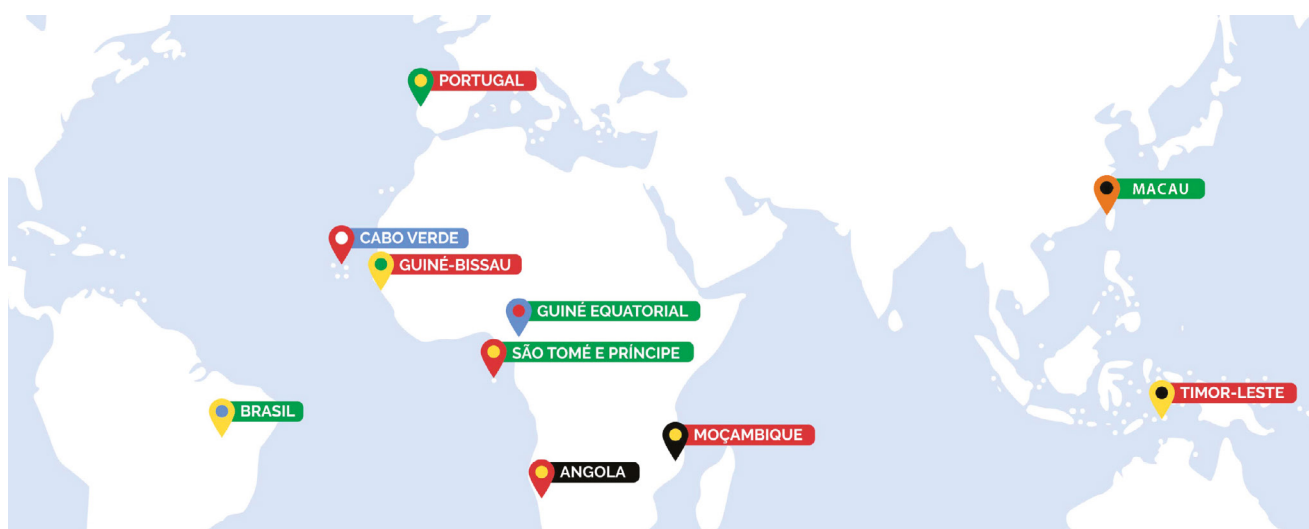 PORTUGAL
MACAU
CABO VERDE
GUINÉ-BISSAU
GUINÉ EQUATORIAL
SÃO TOMÉ E PRÍNCIPE
TIMOR-LESTE
BRASIL
MOÇAMBIQUE
ANGOLA